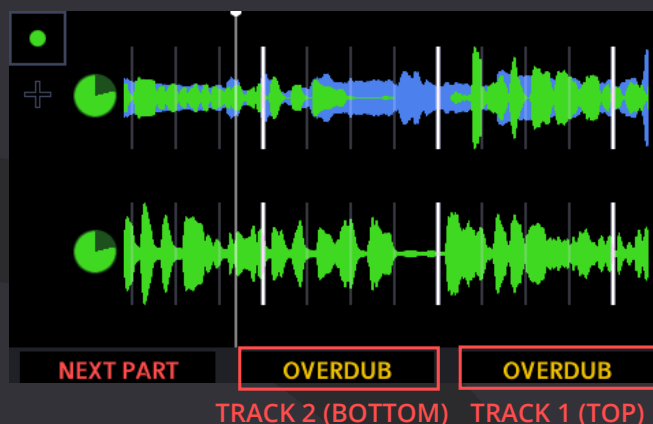 NEXT PART OVERDUB OVERDUB
TRACK 2 (BOTTOM) TRACK 1 (TOP)